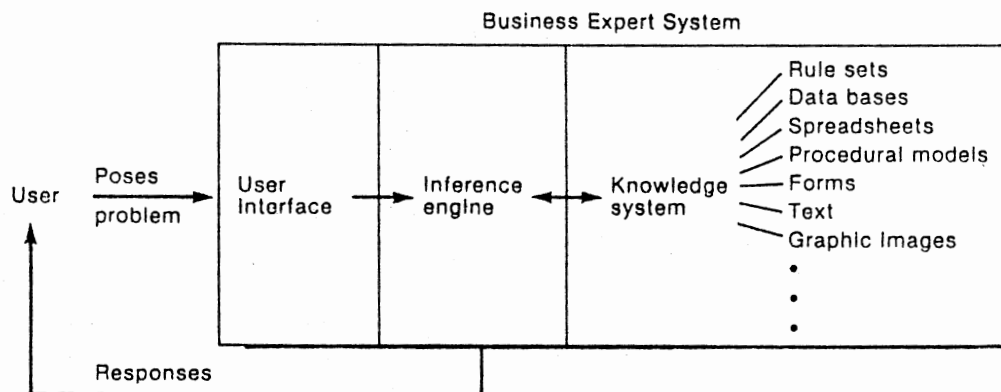 Business Expert System
User
Poses
problem
User
Interface
Inference
engine
Knowledge
system
Rule sets
Data bases
Spreadsheets
Procedural models
Forms
Text
Graphic Images
Responses